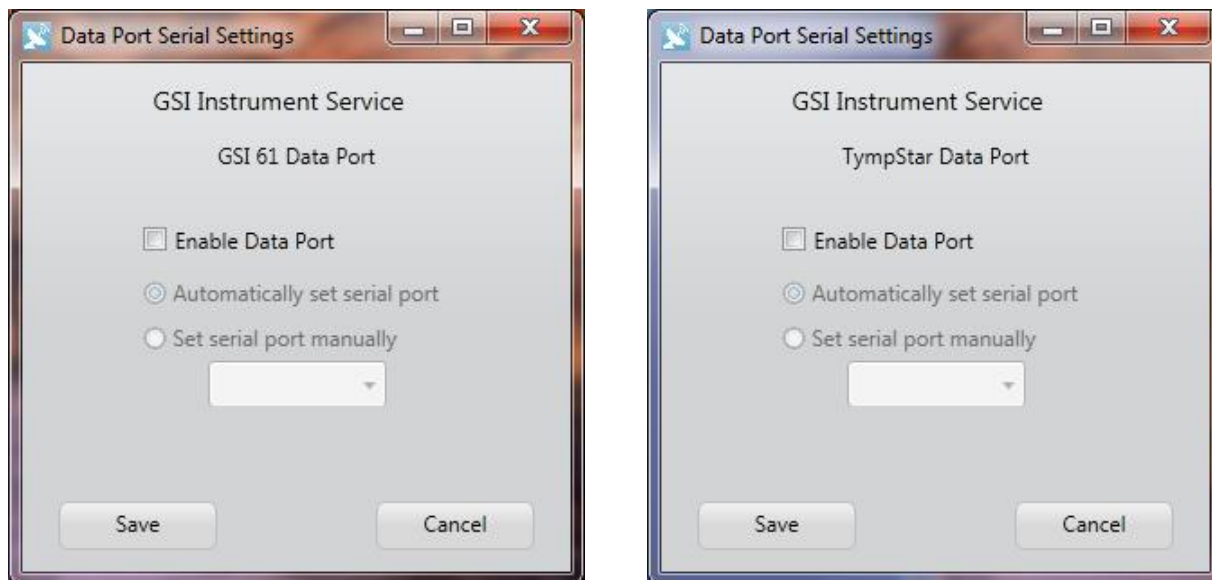 Data Port Serial Settings
GSI Instrument Service
GSI 61 Data Port
Enable Data Port
Automatically set serial port
Set serial port manually
Save
Cancel
Data Port Serial Settings
GSI Instrument Service
TympStar Data Port
Enable Data Port
Automatically set serial port
Set serial port manually
Save
Cancel